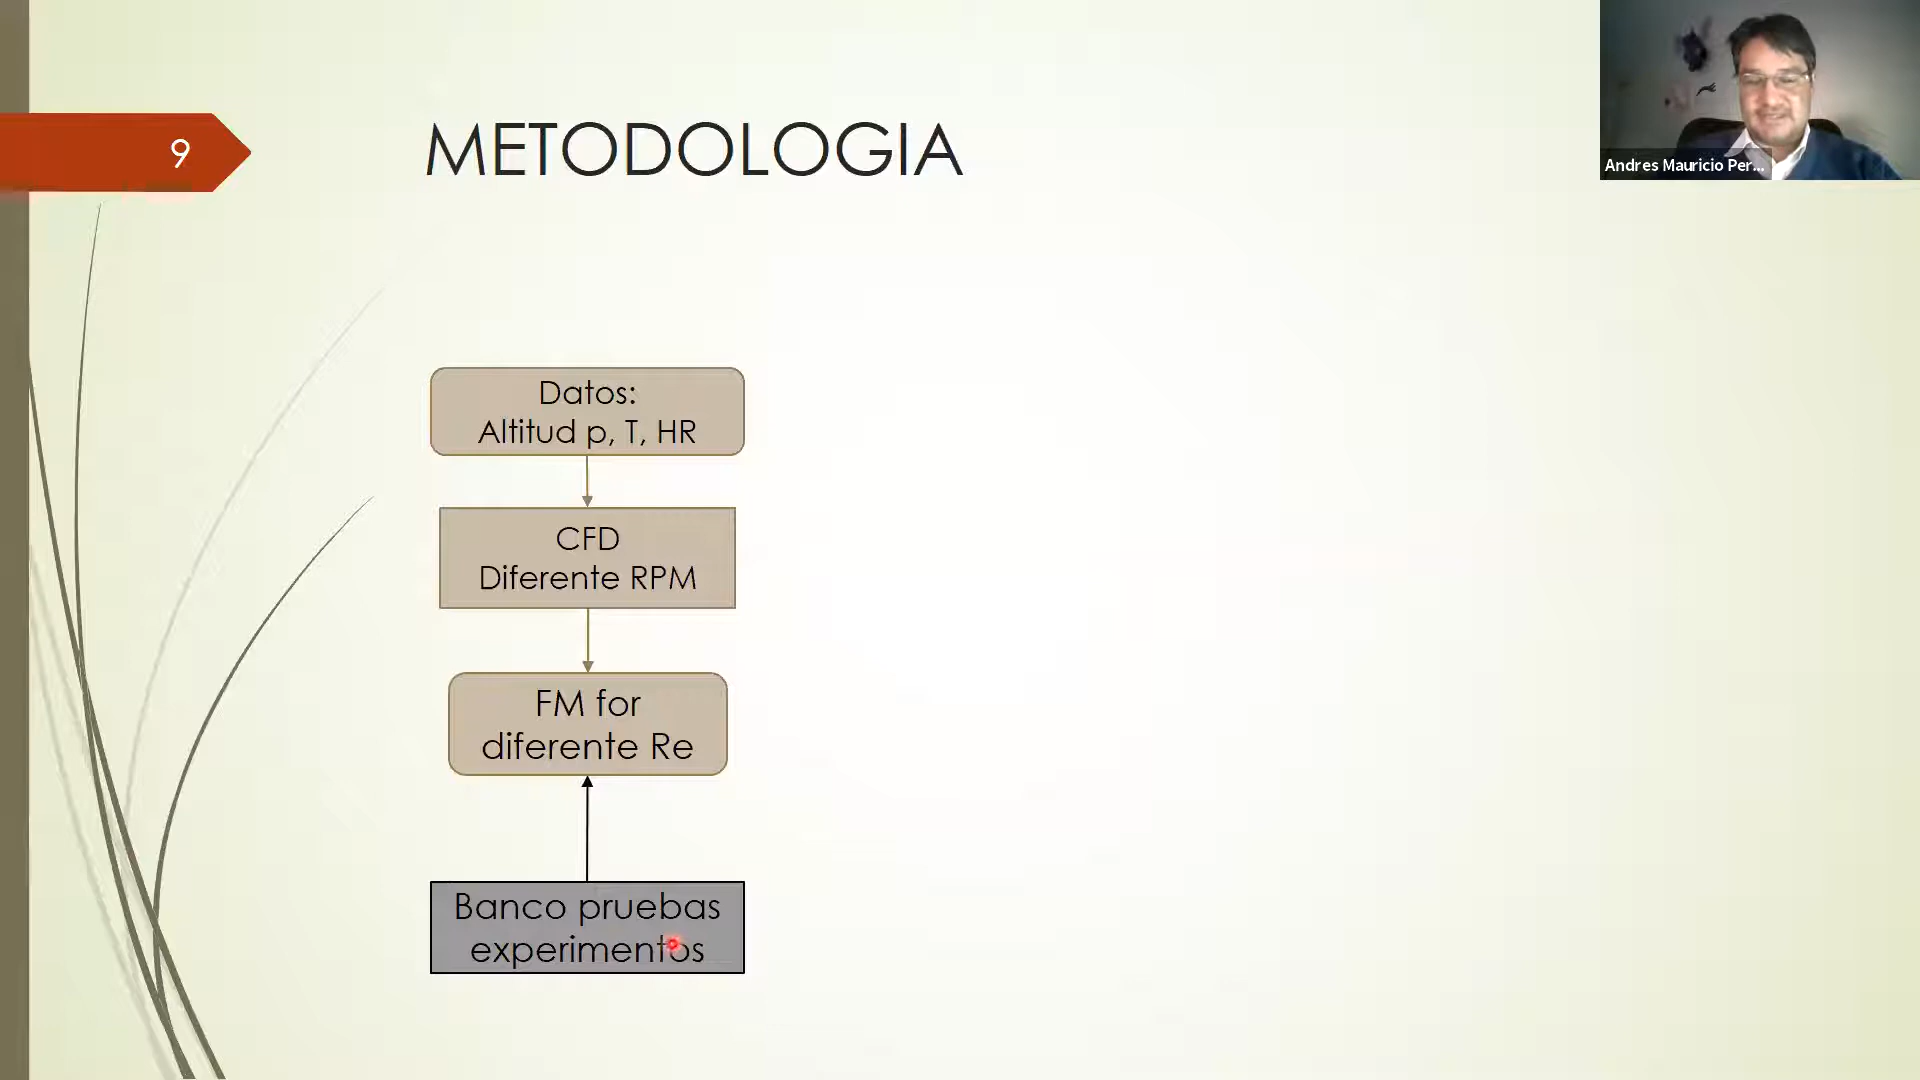 9
METODOLOGIA
Andres Mauricio Per...
Datos:
Altitud p, T, HR
CFD
Diferente RPM
FM for
diferente Re
Banco pruebas
experimentos